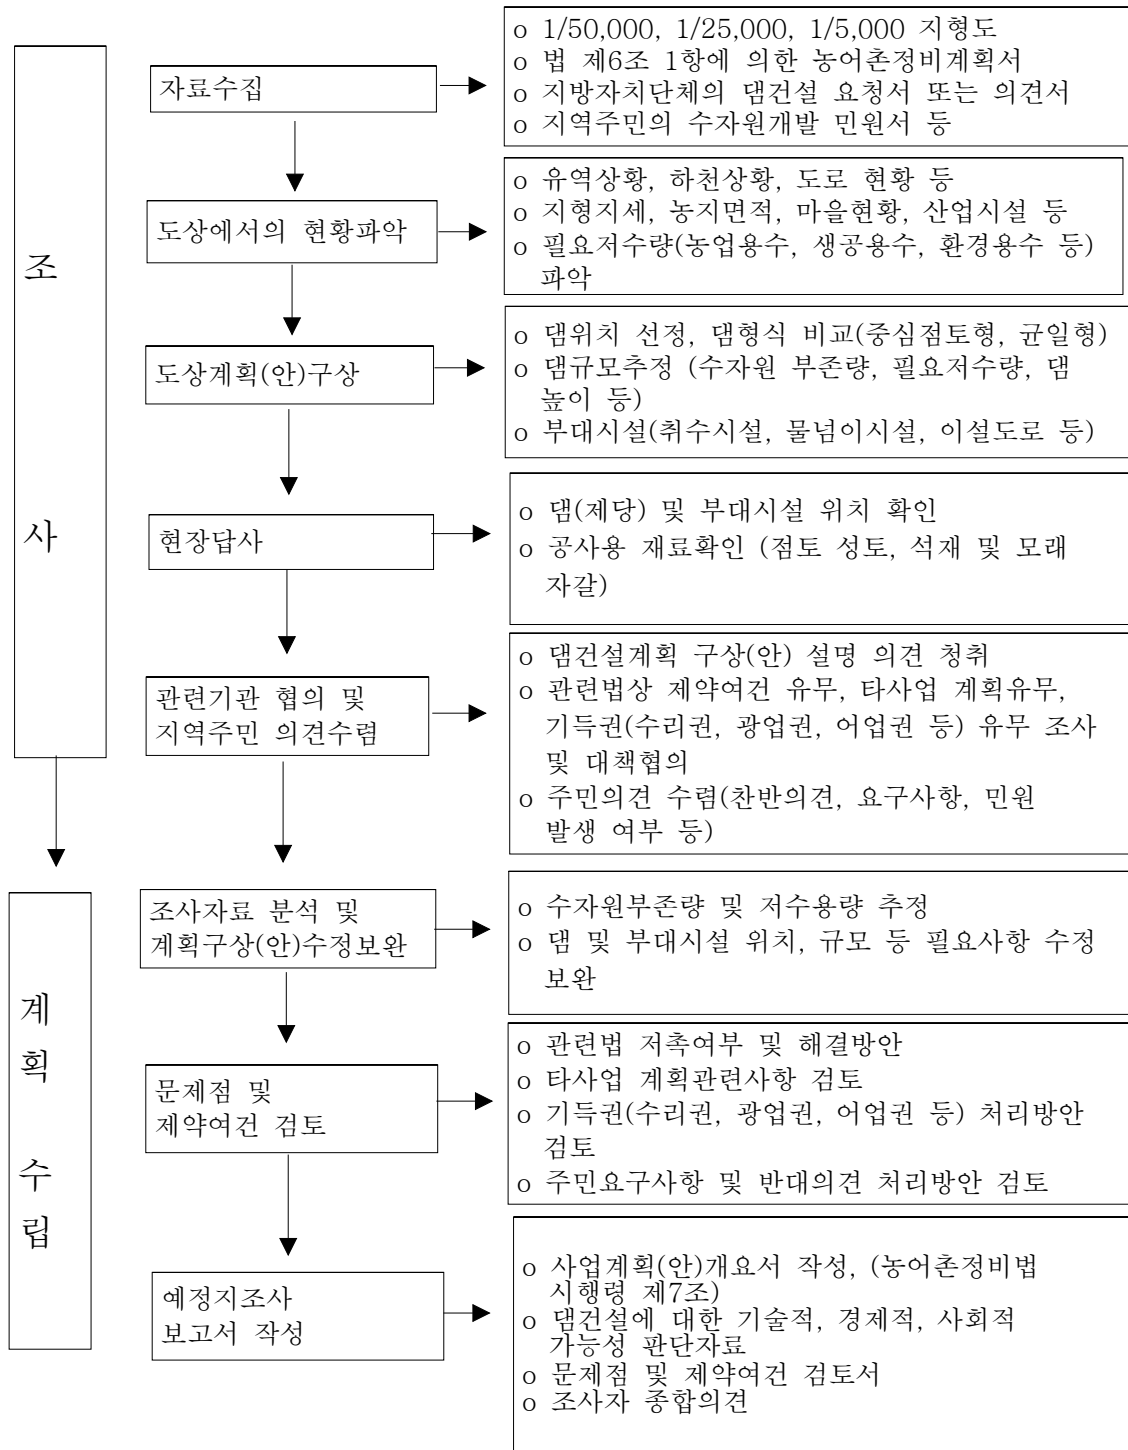 조
사
자료수집
o 1/50,000, 1/25,000, 1/5,000 지형도
o 법 제6조 1항에 의한 농어촌정비계획서
o 지방자치단체의 댐건설 요청서 또는 의견서
o 지역주민의 수자원개발 민원서 등
도상에서의 현황파악
o 유역상황, 하천상황, 도로 현황 등
o 지형지세, 농지면적, 마을현황, 산업시설 등
o 필요저수량(농업용수, 생공용수, 환경용수 등)
파악
도상계획(안)구상
o 댐위치 선정, 댐형식 비교(중심점토형, 균일형)
o 댐규모추정 (수자원 부존량, 필요저수량, 댐
높이 등)
o 부대시설(취수시설, 물넘이시설, 이설도로 등)
현장답사
o 댐(제당) 및 부대시설 위치 확인
o 공사용 재료확인 (점토 성토, 석재 및 모래
자갈)
관련기관 협의 및
지역주민 의견수렴
o 댐건설계획 구상(안) 설명 의견 청취
o 관련법상 제약여건 유무, 타사업 계획유무,
기득권(수리권, 광업권, 어업권 등) 유무 조사
및 대책협의
o 주민의견 수렴(찬반의견, 요구사항, 민원
발생 여부 등)
계
획
수
립
조사자료 분석 및
계획구상(안)수정보완
o 수자원부존량 및 저수용량 추정
o 댐 및 부대시설 위치, 규모 등 필요사항 수정
보완
문제점 및
제약여건 검토
o 관련법 저촉여부 및 해결방안
o 타사업 계획관련사항 검토
o 기득권(수리권, 광업권, 어업권 등) 처리방안
검토
o 주민요구사항 및 반대의견 처리방안 검토
예정지조사
보고서 작성
o 사업계획(안)개요서 작성, (농어촌정비법
시행령 제7조)
o 댐건설에 대한 기술적, 경제적, 사회적
가능성 판단자료
o 문제점 및 제약여건 검토서
o 조사자 종합의견